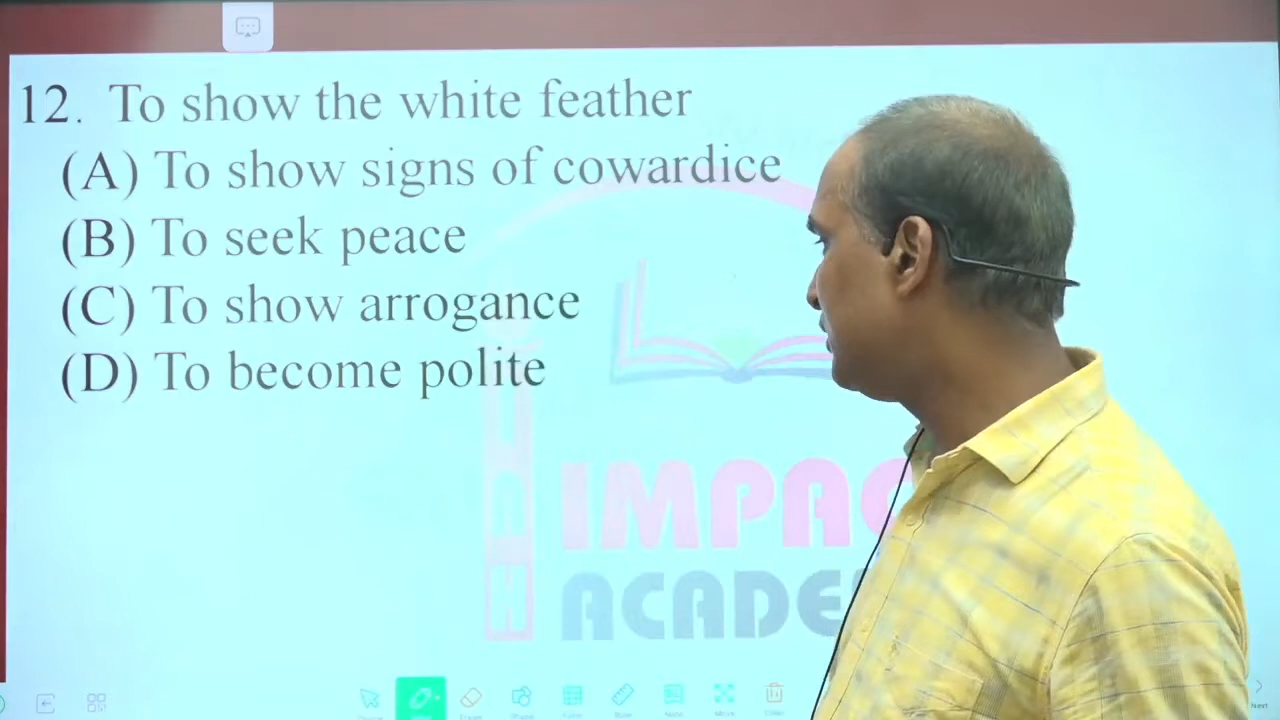 12. To show the white feather
(A) To show signs of cowardice
(B) To seek peace
(C) To show arrogance
(D) To become polite
IMPAC
ACADE
Next